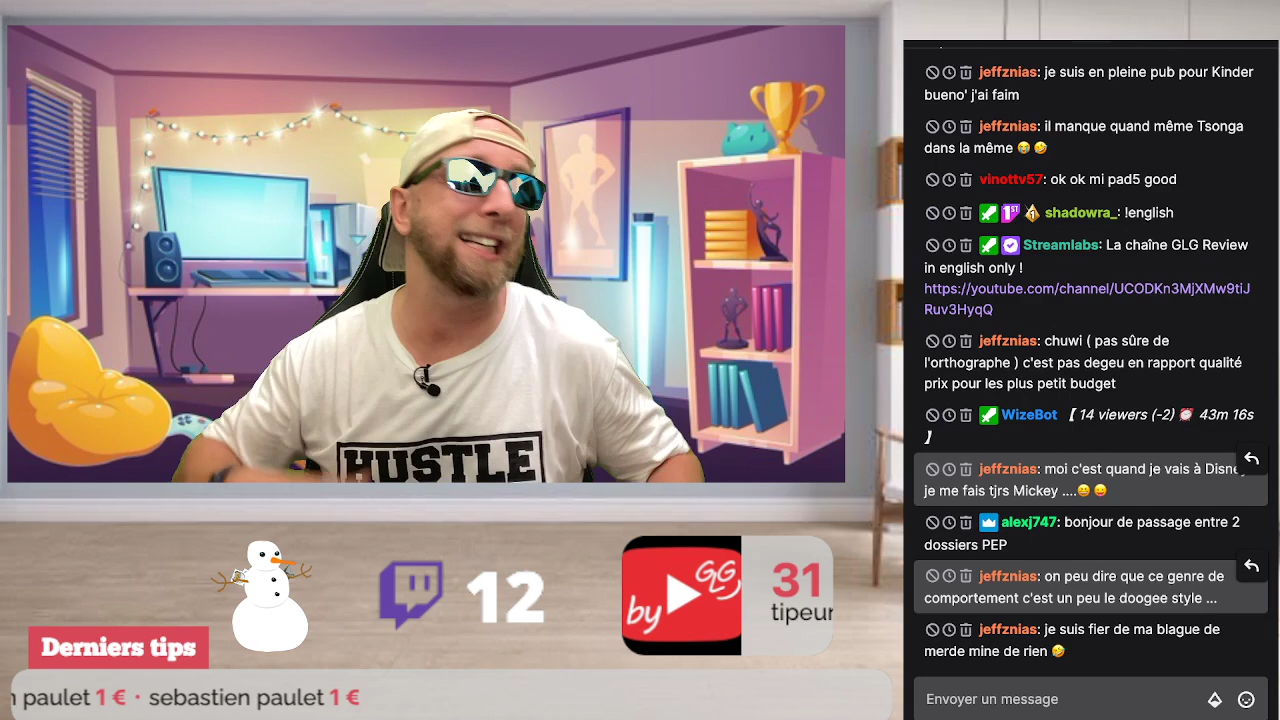 HUSTLE
12
by GLG
31
tipeur
Derniers tips
paulet 1 € · sebastien paulet 1 €
jeffznias: je suis en pleine pub pour Kinder
bueno' j'ai faim
jeffznias: il manque quand même Tsonga
dans la même 😭 🤣
vinottv57: ok ok mi pad5 good
1ST 1 shadowra_: !english
Streamlabs: La chaîne GLG Review
in english only !
https://youtube.com/channel/UCODKn3MjXMw9tiJ
Ruv3HyqQ
jeffznias: chuwi ( pas sûre de
l'orthographe ) c'est pas degeu en rapport qualité
prix pour les plus petit budget
WizeBot 【 14 viewers (-2) ⏰ 43m 16s
】
jeffznias: moi c'est quand je vais à Disney
je me fais tjrs Mickey ....😄 😛
alexj747: bonjour de passage entre 2
dossiers PEP
jeffznias: on peu dire que ce genre de
comportement c'est un peu le doogee style ...
jeffznias: je suis fier de ma blague de
merde mine de rien 🤣
Envoyer un message